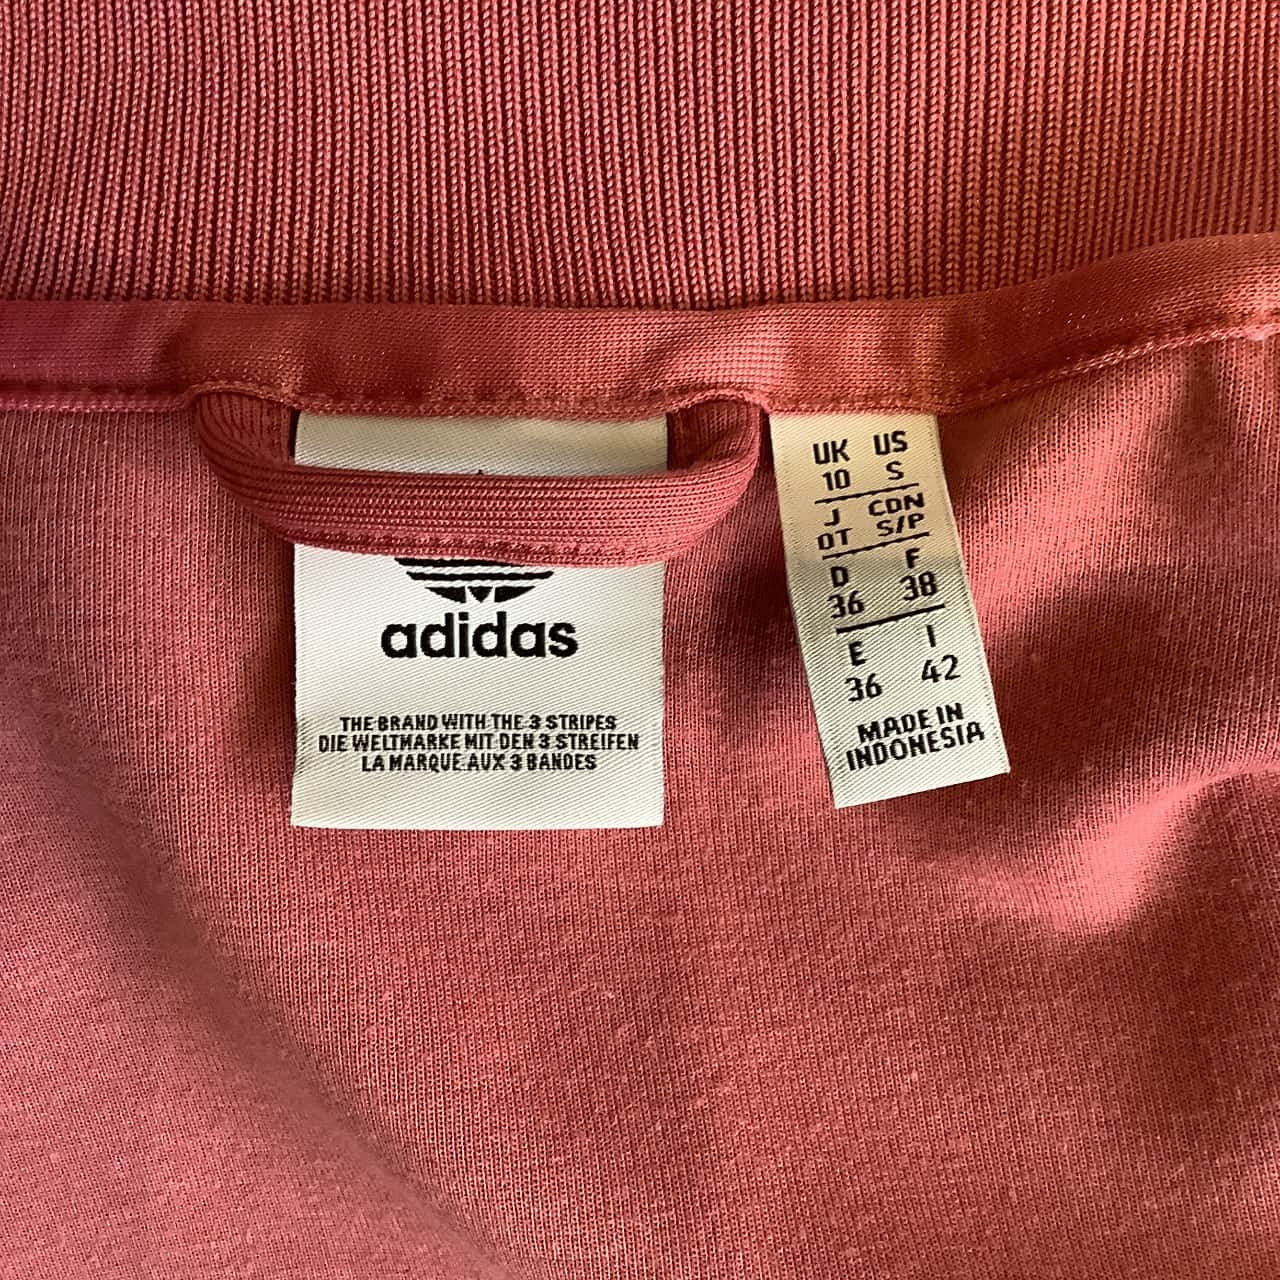 adidas
THE BRAND WITH THE 3 STRIPES
DIE WELTMARKE MIT DEN 3 STREIFEN
LA MARQUE AUX 3 BANDES
UK US
10 S
J CDN
OT S/P
D F
36 38
E I
36 42
MADE IN
INDONESIA